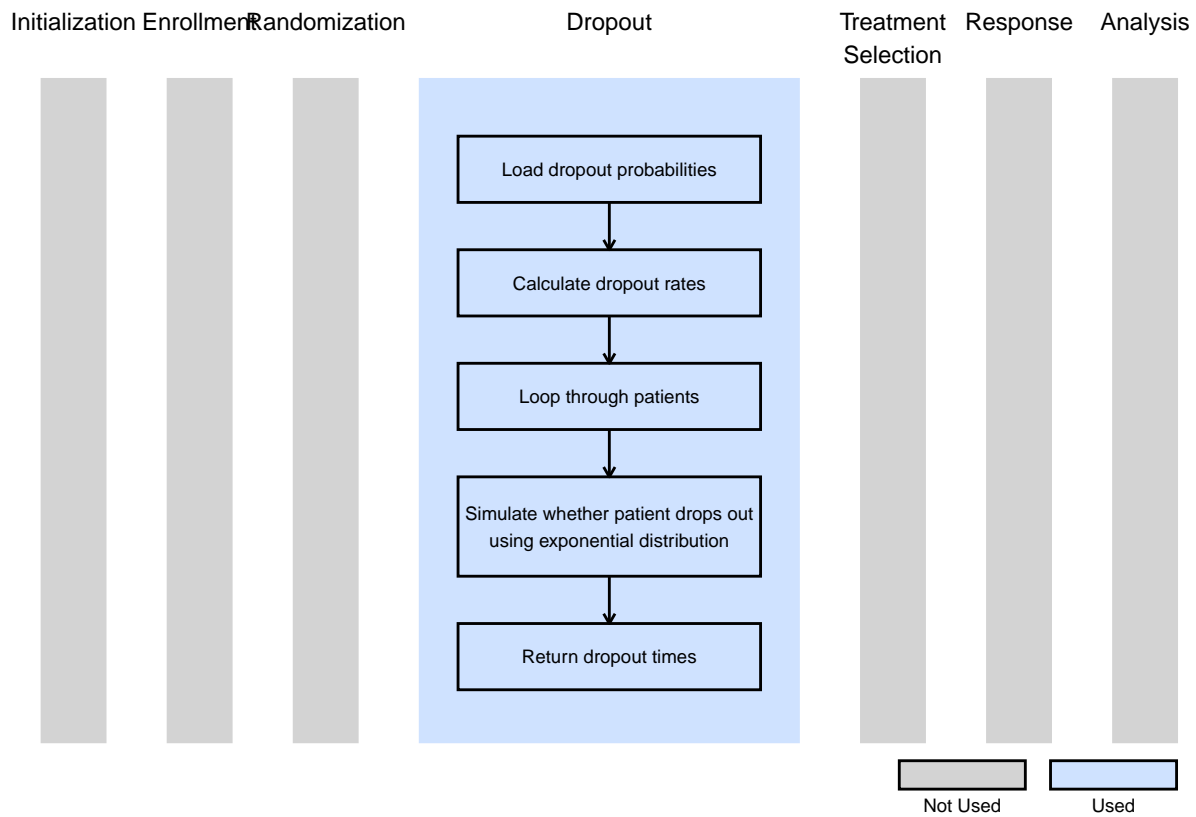 Initialization Enrollment Randomization Dropout Treatment Selection Response Analysis
Load dropout probabilities
Calculate dropout rates
Loop through patients
Simulate whether patient drops out
using exponential distribution
Return dropout times
Not Used Used